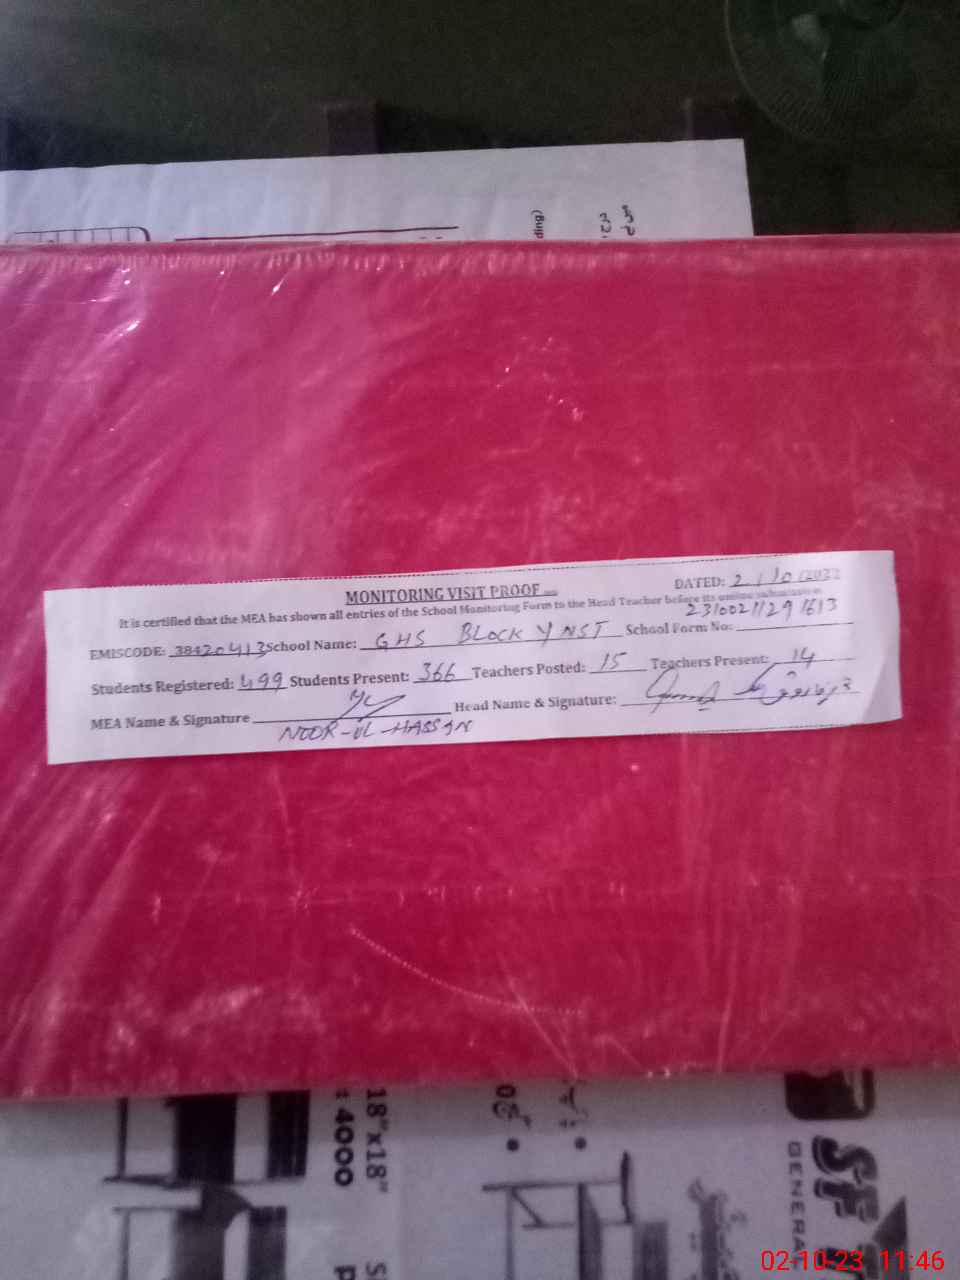 MONITORING VISIT PROOF
DATED: 2/10/2023
It is certified that the MEA has shown all entries of the School Monitoring Form to the Head Teacher before its online submission
EMISCODE: 38420413 School Name: GHS BLOCK Y NST School Form No: 23100211291613
Students Registered: 499 Students Present: 366 Teachers Posted: 15 Teachers Present: 14
MEA Name & Signature Head Name & Signature:
NOOR-UL-HASSAN
18"x18"
4000
GENERA
02-10-23 11:46